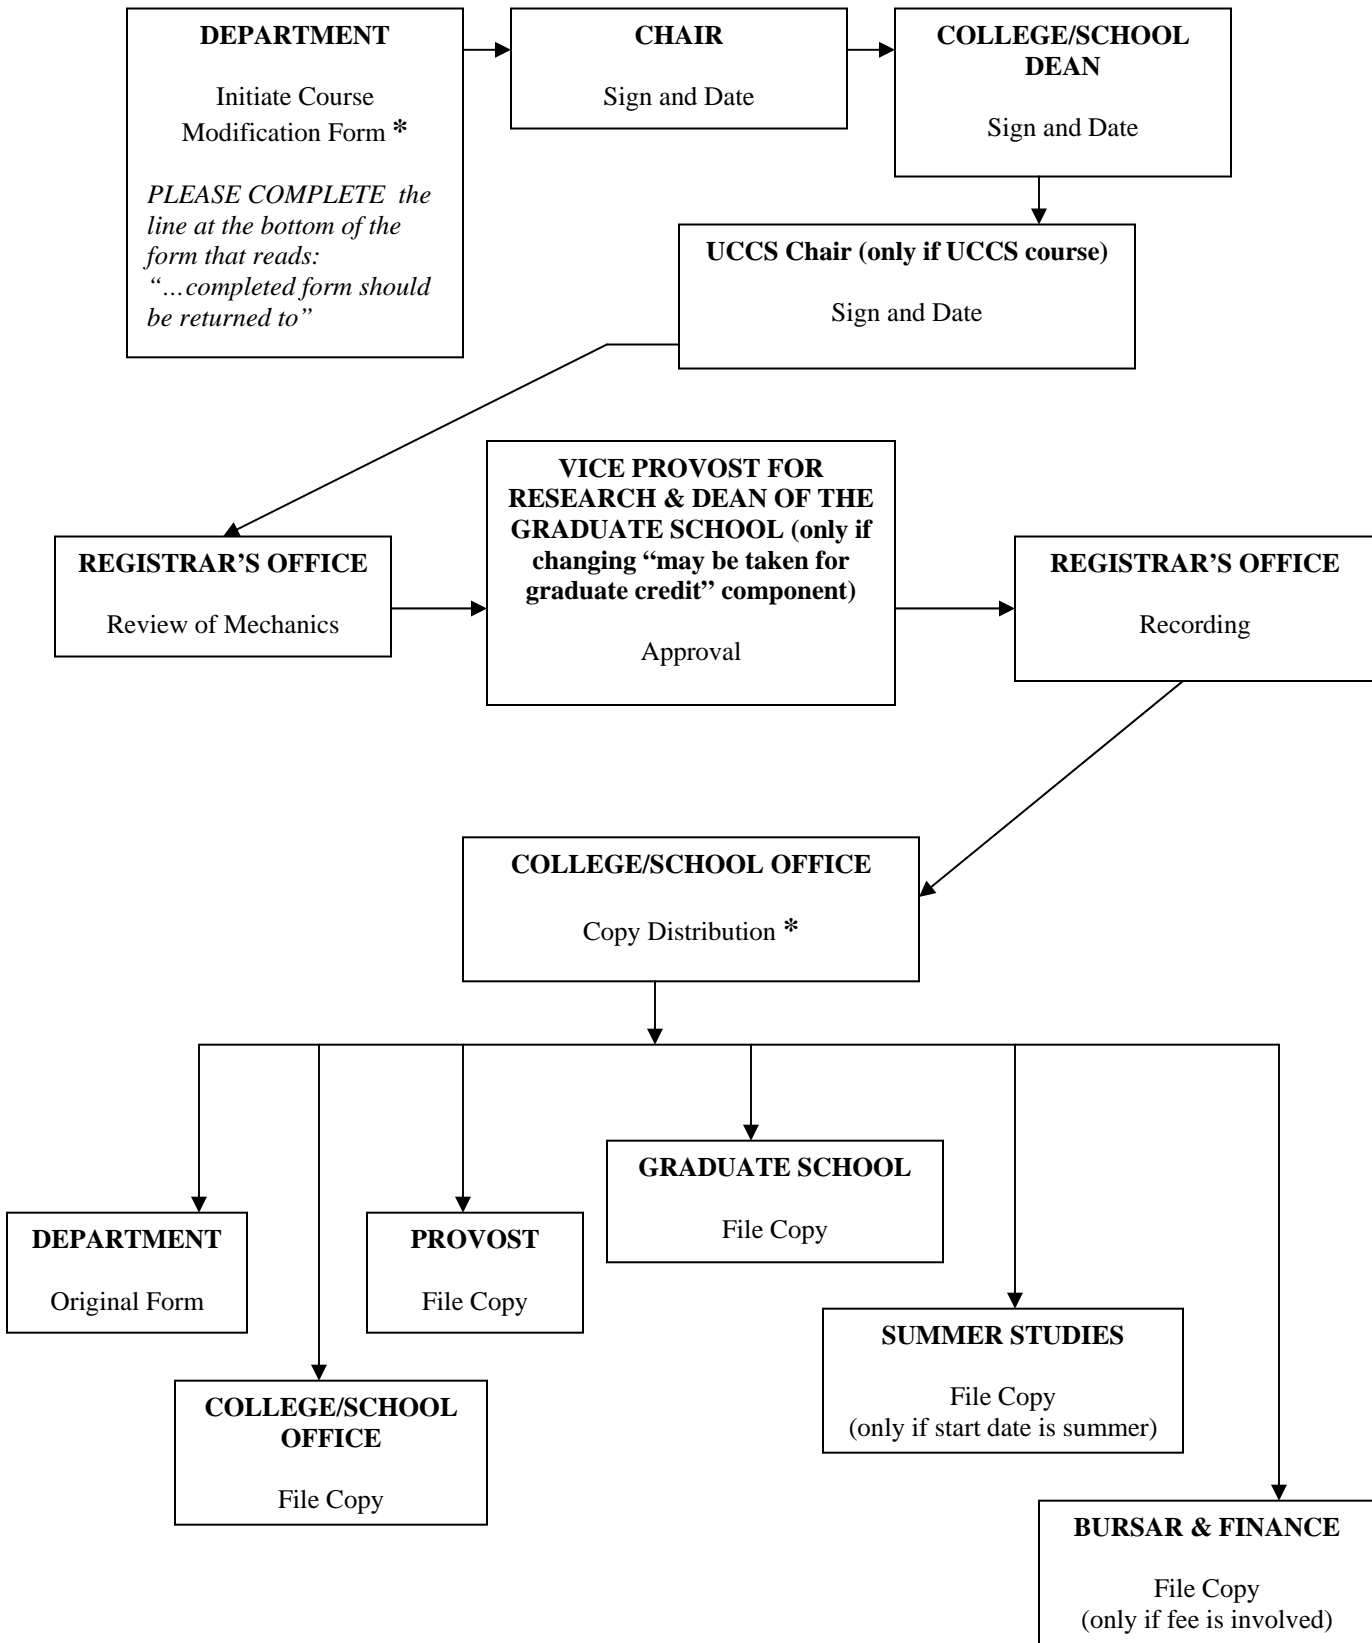 DEPARTMENT
Initiate Course
Modification Form *
PLEASE COMPLETE the
line at the bottom of the
form that reads:
“…completed form should
be returned to”
CHAIR
Sign and Date
COLLEGE/SCHOOL
DEAN
Sign and Date
UCCS Chair (only if UCCS course)
Sign and Date
REGISTRAR’S OFFICE
Review of Mechanics
VICE PROVOST FOR
RESEARCH & DEAN OF THE
GRADUATE SCHOOL (only if
changing “may be taken for
graduate credit” component)
Approval
REGISTRAR’S OFFICE
Recording
COLLEGE/SCHOOL OFFICE
Copy Distribution *
DEPARTMENT
Original Form
COLLEGE/SCHOOL
OFFICE
File Copy
PROVOST
File Copy
GRADUATE SCHOOL
File Copy
SUMMER STUDIES
File Copy
(only if start date is summer)
BURSAR & FINANCE
File Copy
(only if fee is involved)